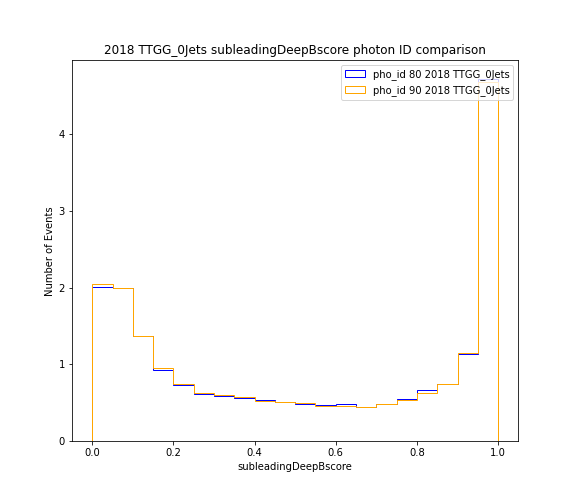 2018 TTGG_0Jets subleadingDeepBscore photon ID comparison
pho_id 80 2018 TTGG_0Jets
pho_id 90 2018 TTGG_0Jets
Number of Events
4
3
2
1
0
0.0 0.2 0.4 0.6 0.8 1.0
subleadingDeepBscore